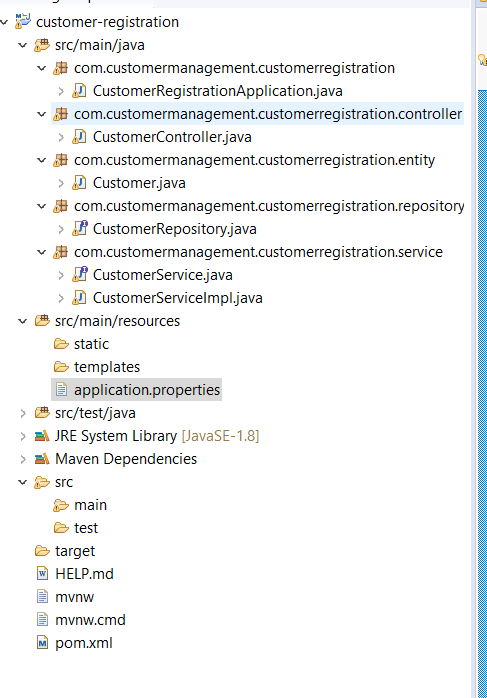 customer-registration
src/main/java
com.customermanagement.customerregistration
CustomerRegistrationApplication.java
com.customermanagement.customerregistration.controller
CustomerController.java
com.customermanagement.customerregistration.entity
Customer.java
com.customermanagement.customerregistration.repository
CustomerRepository.java
com.customermanagement.customerregistration.service
CustomerService.java
CustomerServiceImpl.java
src/main/resources
static
templates
application.properties
src/test/java
JRE System Library [JavaSE-1.8]
Maven Dependencies
src
main
test
target
HELP.md
mvnw
mvnw.cmd
pom.xml